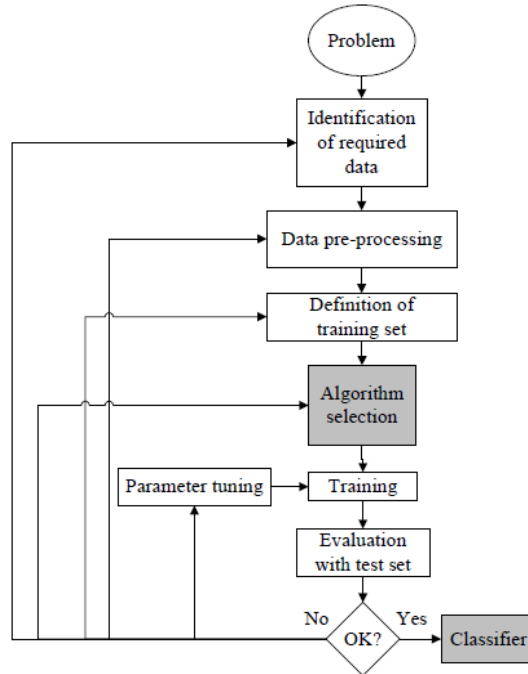 Problem
Identification
of required
data
Data pre-processing
Definition of
training set
Algorithm
selection
Parameter tuning
Training
Evaluation
with test set
No
OK?
Yes
Classifier